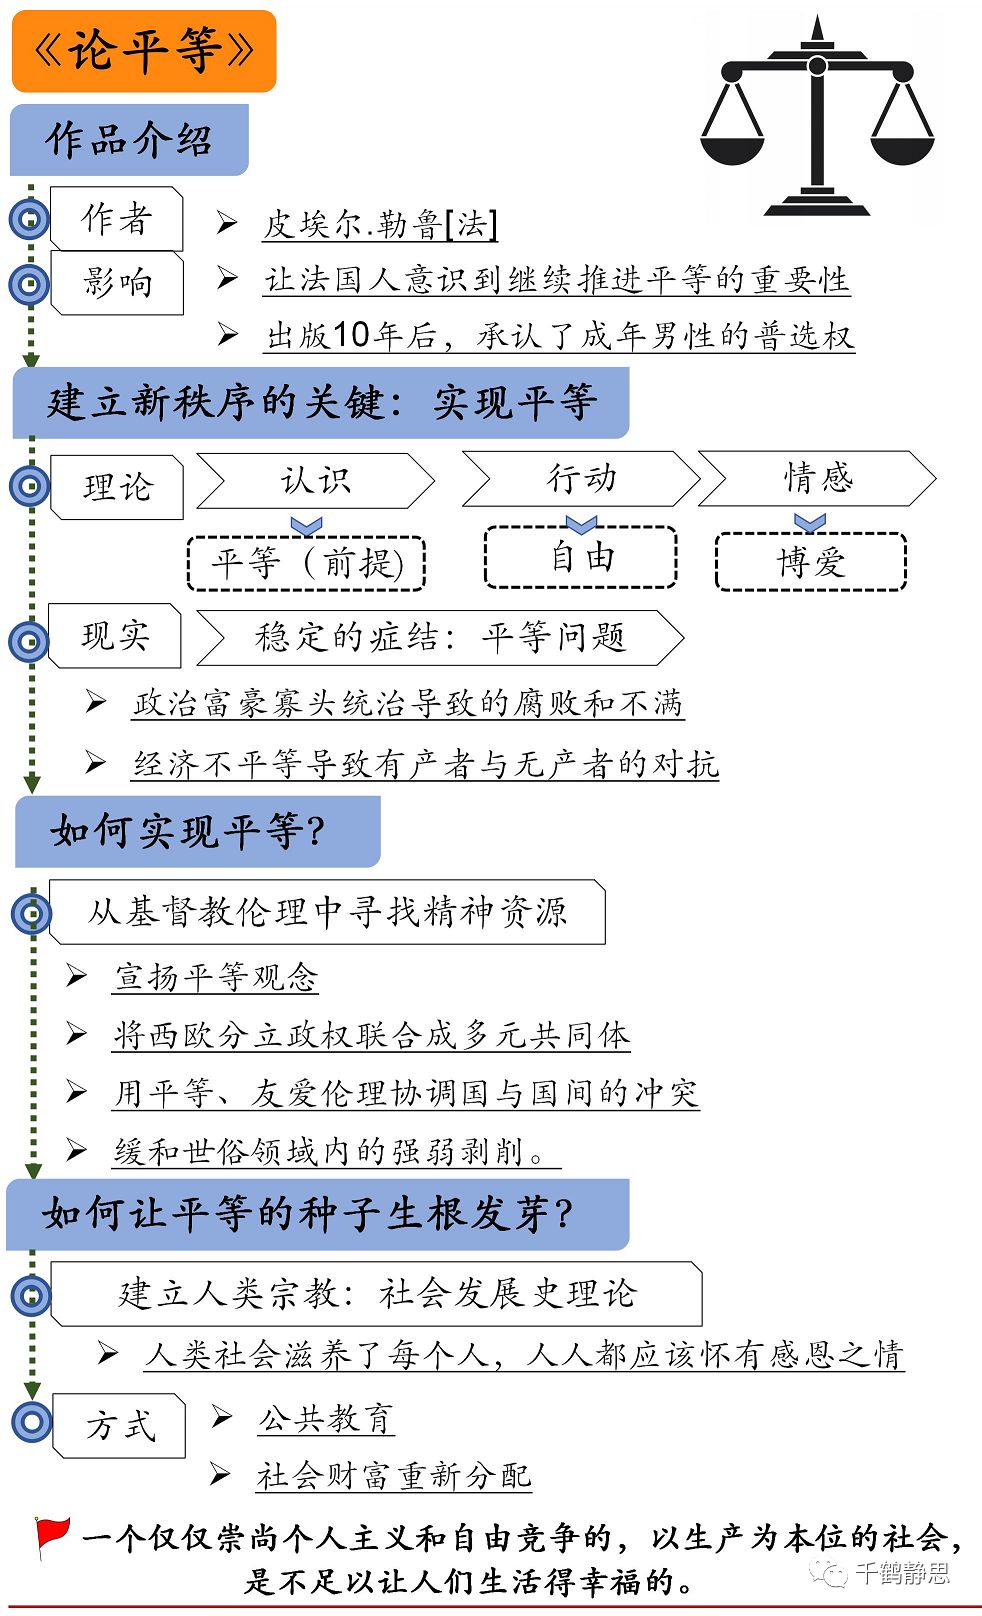 《论平等》
作品介绍
作者
皮埃尔.勒鲁[法]
影响
让法国人意识到继续推进平等的重要性
出版10年后，承认了成年男性的普选权
建立新秩序的关键：实现平等
理论
认识
行动
情感
平等（前提)
自由
博爱
现实
稳定的症结：平等问题
政治富豪寡头统治导致的腐败和不满
经济不平等导致有产者与无产者的对抗
如何实现平等？
从基督教伦理中寻找精神资源
宣扬平等观念
将西欧分立政权联合成多元共同体
用平等、友爱伦理协调国与国间的冲突
缓和世俗领域内的强弱剥削。
如何让平等的种子生根发芽？
建立人类宗教：社会发展史理论
人类社会滋养了每个人，人人都应该怀有感恩之情
方式
公共教育
社会财富重新分配
一个仅仅崇尚个人主义和自由竞争的，以生产为本位的社会，
是不足以让人们生活得幸福的。
千鹤静思